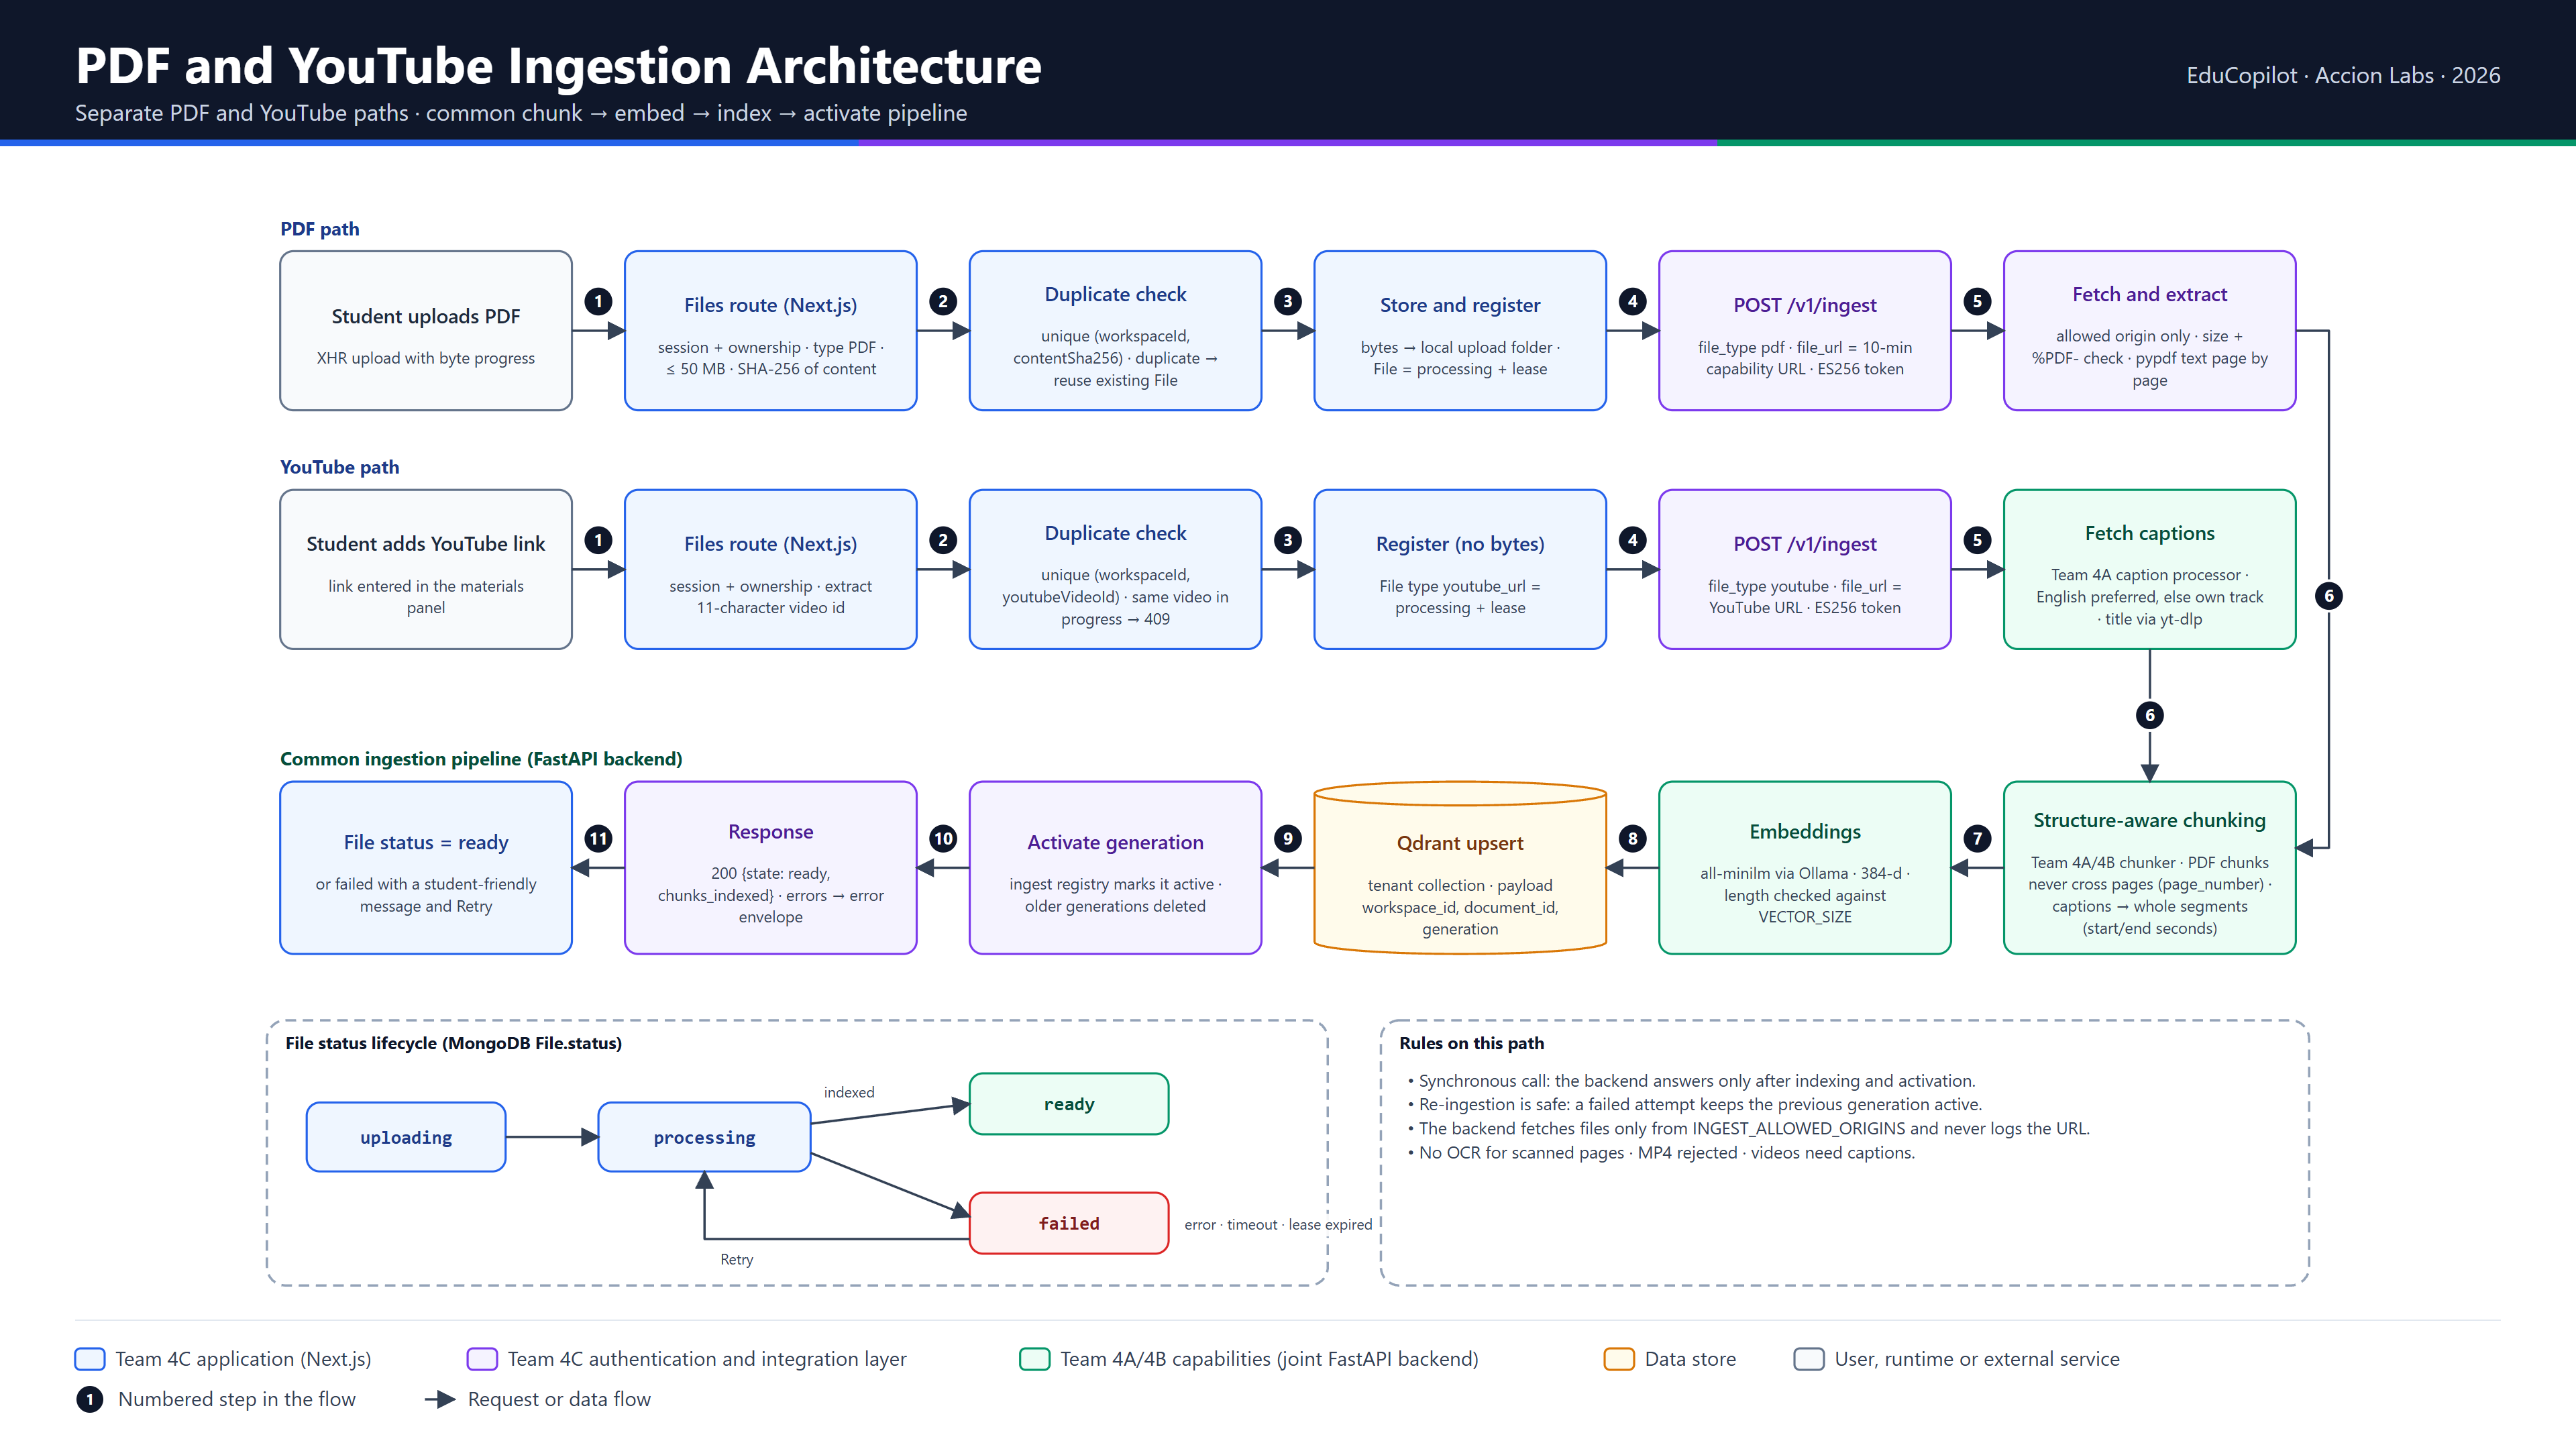 PDF and YouTube Ingestion Architecture
Separate PDF and YouTube paths · common chunk → embed → index → activate pipeline
EduCopilot · Accion Labs · 2026
PDF path
Student uploads PDF
XHR upload with byte progress
1
Files route (Next.js)
session + ownership · type PDF ·
≤ 50 MB · SHA-256 of content
2
Duplicate check
unique (workspaceId,
contentSha256) · duplicate →
reuse existing File
3
Store and register
bytes → local upload folder ·
File = processing + lease
4
POST /v1/ingest
file_type pdf · file_url = 10-min
capability URL · ES256 token
5
Fetch and extract
allowed origin only · size +
%PDF- check · pypdf text page by
page
YouTube path
Student adds YouTube link
link entered in the materials
panel
1
Files route (Next.js)
session + ownership · extract
11-character video id
2
Duplicate check
unique (workspaceId,
youtubeVideoId) · same video in
progress → 409
3
Register (no bytes)
File type youtube_url =
processing + lease
4
POST /v1/ingest
file_type youtube · file_url =
YouTube URL · ES256 token
5
Fetch captions
Team 4A caption processor ·
English preferred, else own track
· title via yt-dlp
6
6
Common ingestion pipeline (FastAPI backend)
File status = ready
or failed with a student-friendly
message and Retry
11
Response
200 {state: ready,
chunks_indexed} · errors → error
envelope
10
Activate generation
ingest registry marks it active ·
older generations deleted
9
Qdrant upsert
tenant collection · payload
workspace_id, document_id,
generation
8
Embeddings
all-minilm via Ollama · 384-d ·
length checked against
VECTOR_SIZE
7
Structure-aware chunking
Team 4A/4B chunker · PDF chunks
never cross pages (page_number) ·
captions → whole segments
(start/end seconds)
File status lifecycle (MongoDB File.status)
uploading
processing
indexed
ready
failed
error · timeout · lease expired
Retry
Rules on this path
• Synchronous call: the backend answers only after indexing and activation.
• Re-ingestion is safe: a failed attempt keeps the previous generation active.
• The backend fetches files only from INGEST_ALLOWED_ORIGINS and never logs the URL.
• No OCR for scanned pages · MP4 rejected · videos need captions.
Team 4C application (Next.js)
Team 4C authentication and integration layer
Team 4A/4B capabilities (joint FastAPI backend)
Data store
User, runtime or external service
1 Numbered step in the flow
Request or data flow